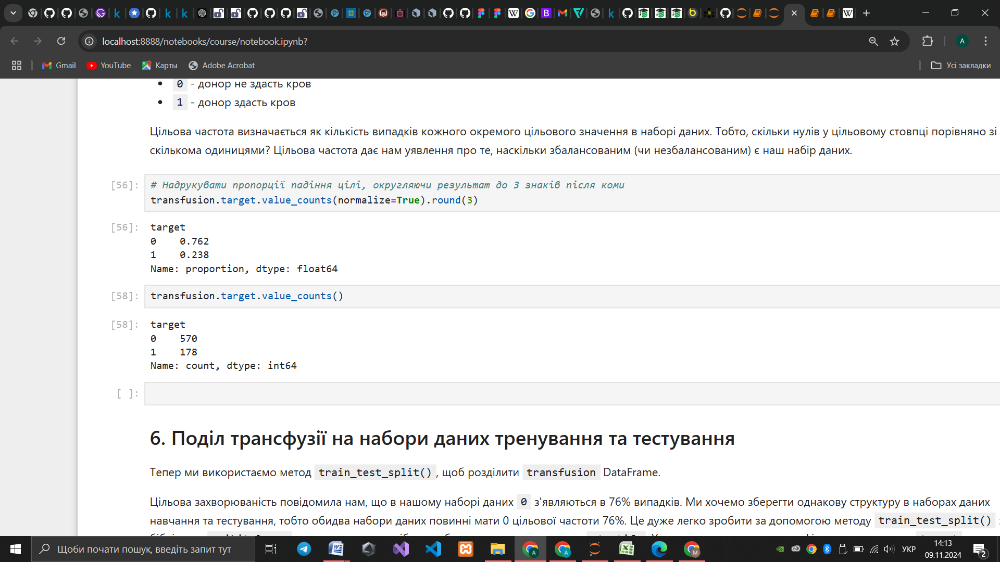 localhost:8888/notebooks/course/notebook.ipynb?
A
Gmail
YouTube
Карты
Adobe Acrobat
Усі закладки
• 0 - донор не здасть кров
• 1 - донор здасть кров
Цільова частота визначається як кількість випадків кожного окремого цільового значення в наборі даних. Тобто, скільки нулів у цільовому стовпці порівняно зі
скількома одиницями? Цільова частота дає нам уявлення про те, наскільки збалансованим (чи незбалансованим) є наш набір даних.
[56]: # Надрукувати пропорції падіння цілі, округляючи результат до 3 знаків після коми
transfusion.target.value_counts(normalize=True).round(3)
[56]: target
0 0.762
1 0.238
Name: proportion, dtype: float64
[58]: transfusion.target.value_counts()
[58]: target
0 570
1 178
Name: count, dtype: int64
[ ]:
6. Поділ трансфузії на набори даних тренування та тестування
Тепер ми використаємо метод train_test_split(), щоб розділити transfusion DataFrame.
Цільова захворюваність повідомила нам, що в нашому наборі даних 0 з'являються в 76% випадків. Ми хочемо зберегти однакову структуру в наборах даних
навчання та тестування, тобто обидва набори даних повинні мати 0 цільової частоти 76%. Це дуже легко зробити за допомогою методу train_test_split()
Щоби почати пошук, введіть запит тут
УКР
14:13
09.11.2024
2